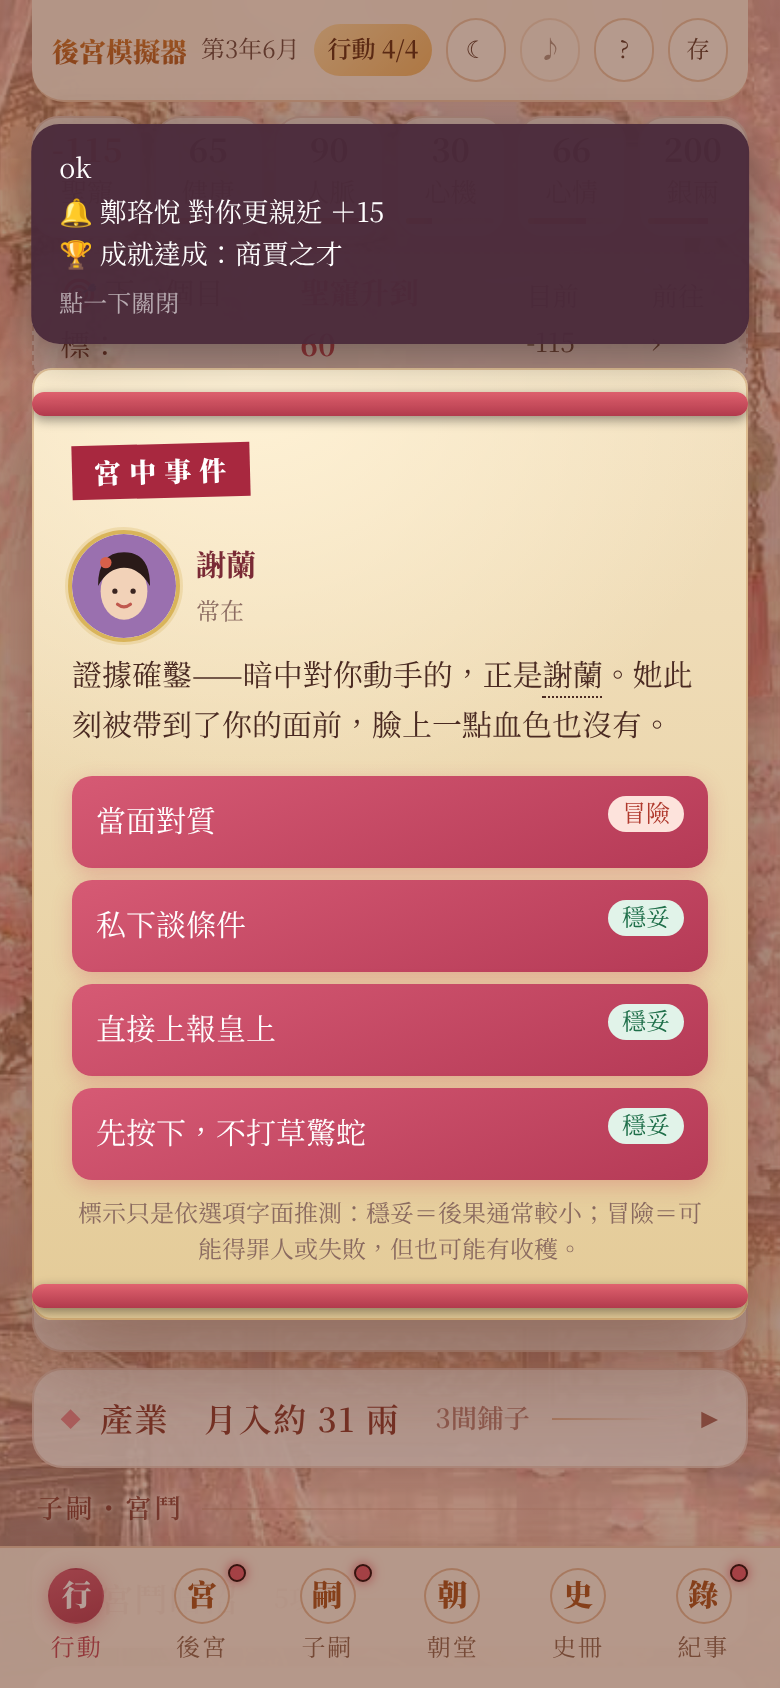 後宮模擬器 第3年6月 行動 4/4 ☾ ♪ ? 存
-115 65 90 30 66 200
ok
🔔 鄭珞悅 對你更親近 +15
🏆 成就達成：商賈之才
點一下關閉
標： 60 -115
宮中事件
謝蘭
常在
證據確鑿——暗中對你動手的，正是謝蘭。她此
刻被帶到了你的面前，臉上一點血色也沒有。
當面對質 冒險
私下談條件 穩妥
直接上報皇上 穩妥
先按下，不打草驚蛇 穩妥
標示只是依選項字面推測：穩妥＝後果通常較小；冒險＝可
能得罪人或失敗，但也可能有收穫。
◆ 產業 月入約 31 兩 3間鋪子 ▶
子嗣・宮鬥
行 宮 嗣 朝 史 錄
行動 後宮 子嗣 朝堂 史冊 紀事